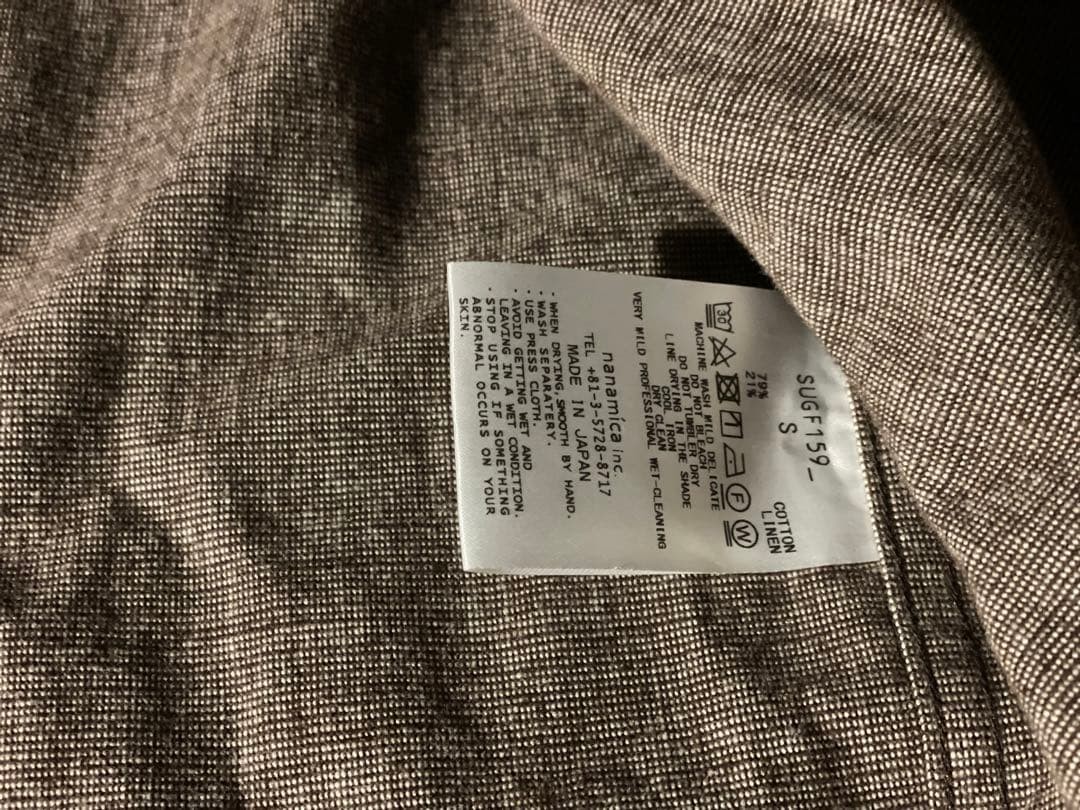 SUGF159_
S
79% COTTON
21% LINEN
30 F W
MACHINE WASH MILD DELICATE
DO NOT BLEACH
DO NOT TUMBLER DRY
LINE DRYING IN THE SHADE
COOL IRON
DRY CLEAN
VERY MILD PROFESSIONAL WET-CLEANING
nanamica inc.
TEL +81-3-5728-8717
MADE IN JAPAN
・WHEN DRYING,SMOOTH BY HAND.
・WASH SEPARATERY.
・USE PRESS CLOTH.
・AVOID GETTING WET AND
LEAVING IN A WET CONDITION.
・STOP USING IF SOMETHING
ABNORMAL OCCURS ON YOUR
SKIN.